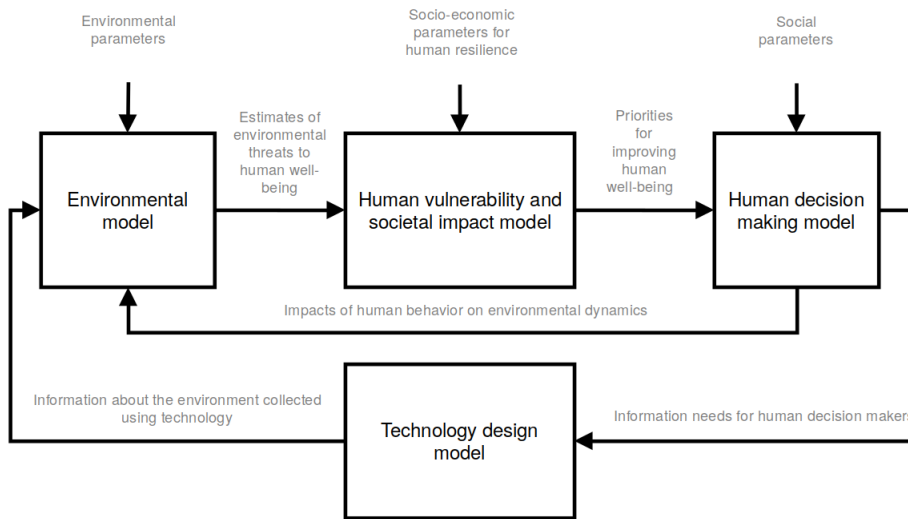 Environmental
parameters
Socio-economic
parameters for
human resilience
Social
parameters
Estimates of
environmental
threats to
human well-
being
Priorities
for
improving
human
well-being
Environmental
model
Human vulnerability and
societal impact model
Human decision
making model
Impacts of human behavior on environmental dynamics
Information about the environment collected
using technology
Technology design
model
Information needs for human decision makers